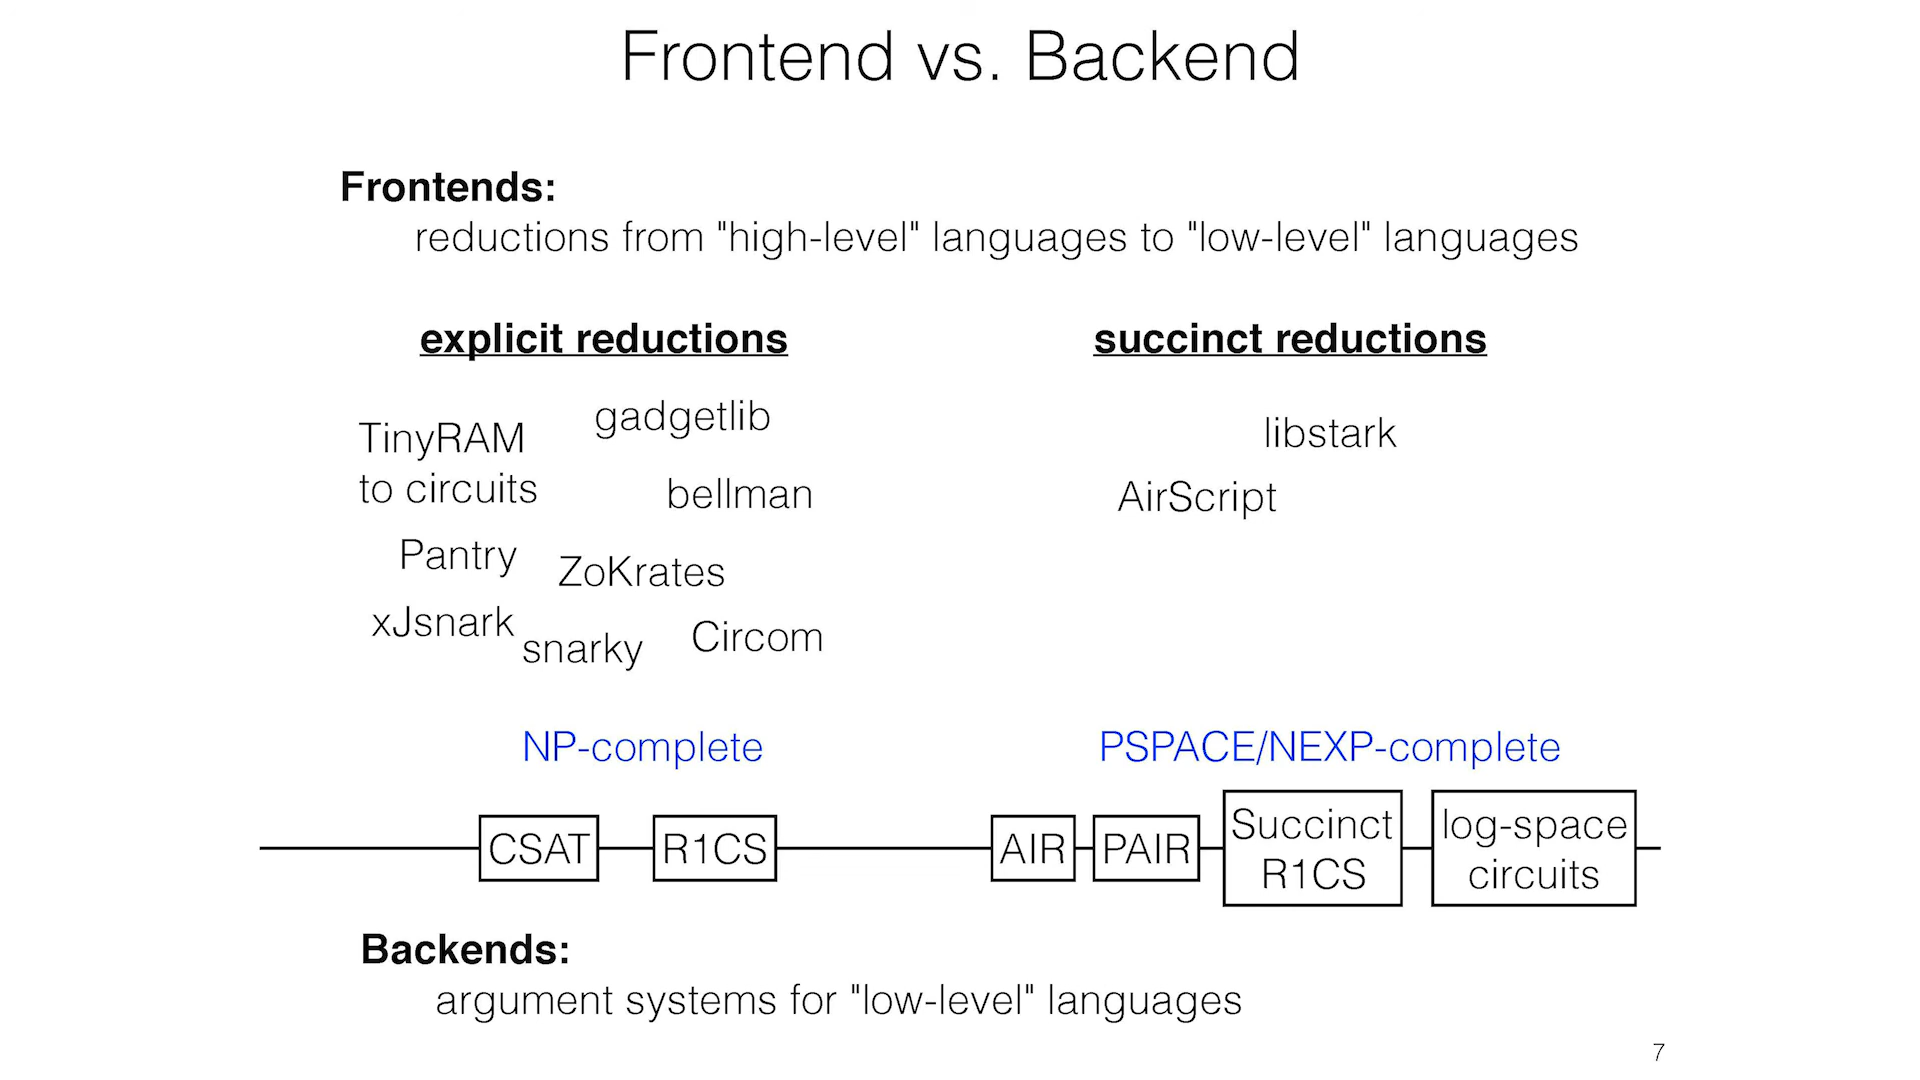 Frontend vs. Backend
Frontends:
reductions from "high-level" languages to "low-level" languages
explicit reductions
TinyRAM
to circuits
gadgetlib
bellman
Pantry
ZoKrates
xJsnark
snarky
Circom
succinct reductions
libstark
AirScript
NP-complete
PSPACE/NEXP-complete
CSAT
R1CS
AIR
PAIR
Succinct
R1CS
log-space
circuits
Backends:
argument systems for "low-level" languages
7